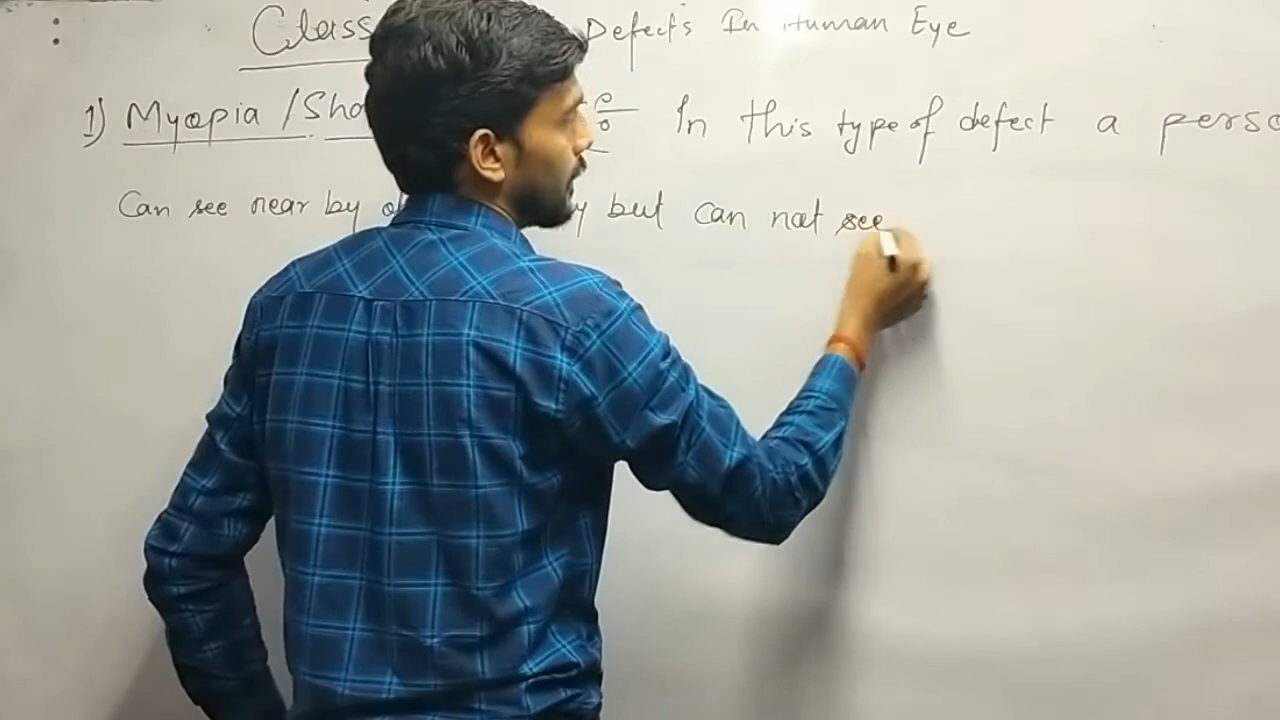 Class Defects In Human Eye
1) Myopia /Sho In this type of defect a perso
Can see near by but can not see